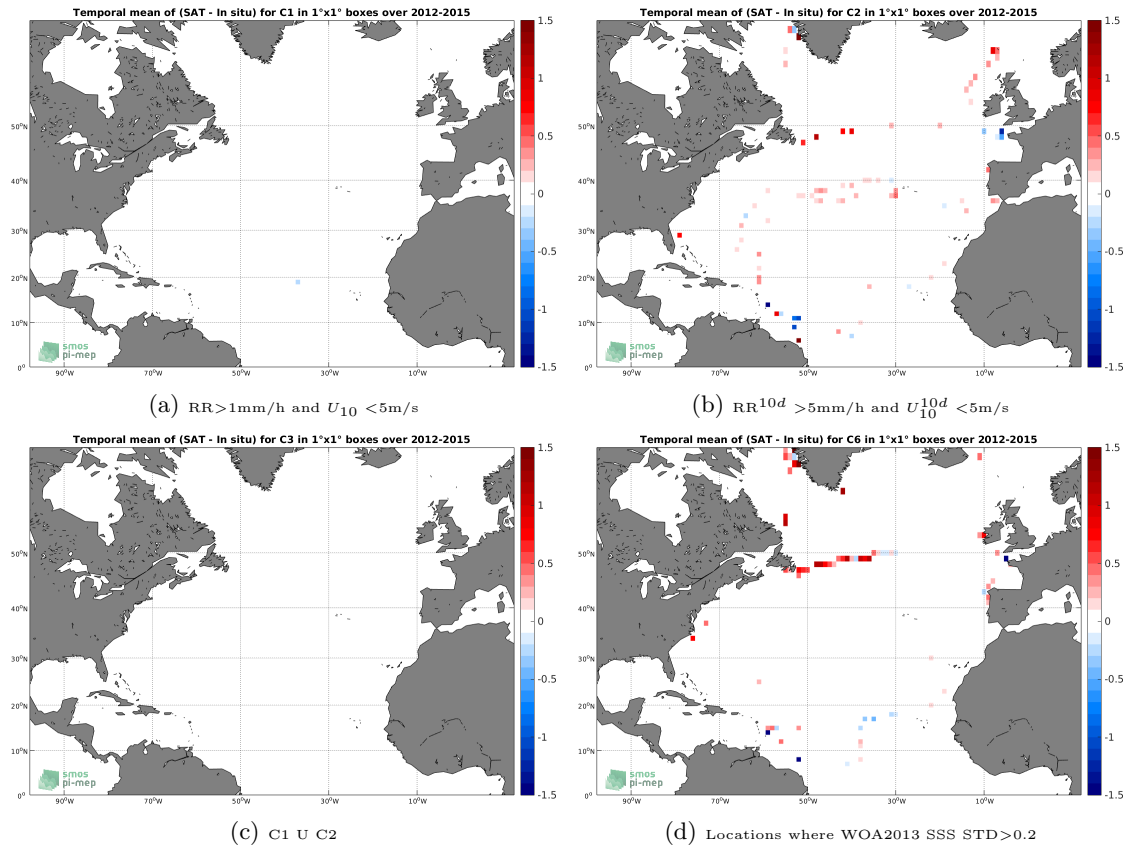 Temporal mean of (SAT - In situ) for C1 in 1°x1° boxes over 2012-2015
50°N
40°N
30°N
20°N
10°N
0°
90°W 70°W 50°W 30°W 10°W
1.5
1
0.5
0
-0.5
-1
-1.5
smos
pi-mep
(a) RR>1mm/h and U10 <5m/s
Temporal mean of (SAT - In situ) for C2 in 1°x1° boxes over 2012-2015
50°N
40°N
30°N
20°N
10°N
0°
90°W 70°W 50°W 30°W 10°W
1.5
1
0.5
0
-0.5
-1
-1.5
smos
pi-mep
(b) RR10d >5mm/h and U10 10d <5m/s
Temporal mean of (SAT - In situ) for C3 in 1°x1° boxes over 2012-2015
50°N
40°N
30°N
20°N
10°N
0°
90°W 70°W 50°W 30°W 10°W
1.5
1
0.5
0
-0.5
-1
-1.5
smos
pi-mep
(c) C1 U C2
Temporal mean of (SAT - In situ) for C6 in 1°x1° boxes over 2012-2015
50°N
40°N
30°N
20°N
10°N
0°
90°W 70°W 50°W 30°W 10°W
1.5
1
0.5
0
-0.5
-1
-1.5
smos
pi-mep
(d) Locations where WOA2013 SSS STD>0.2